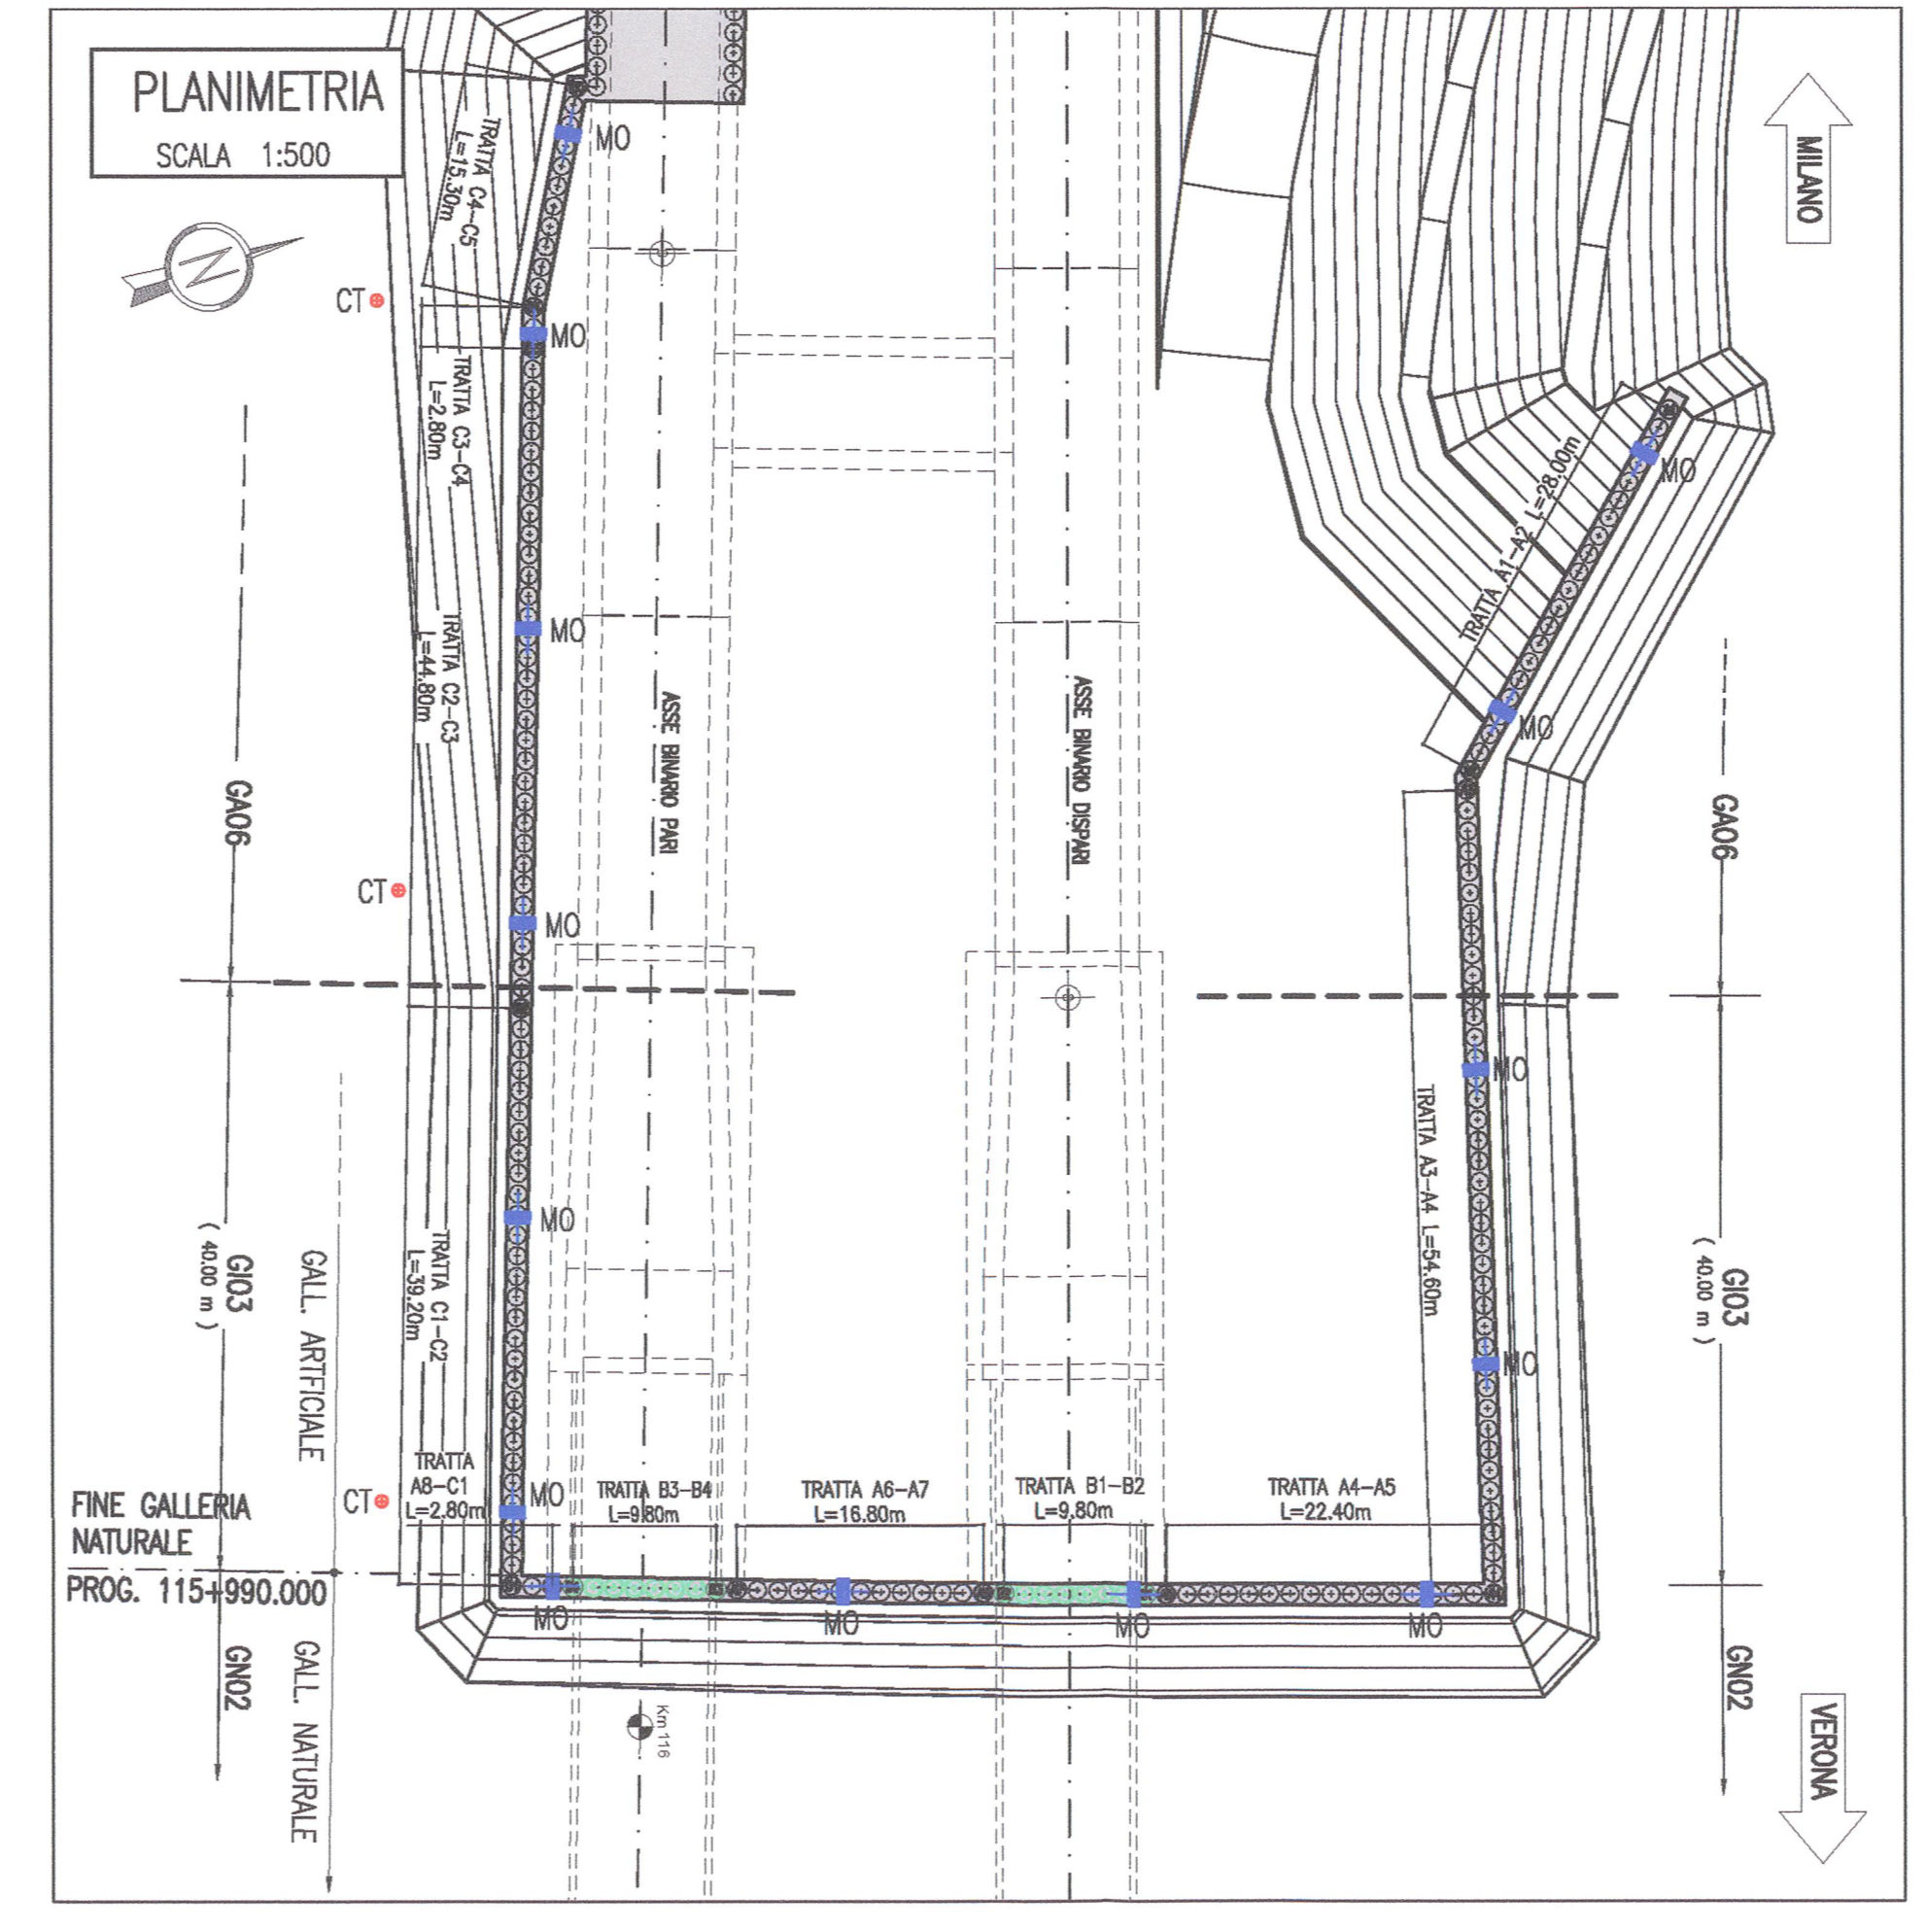 PLANIMETRIA
SCALA 1:500
N
MILANO
TRATTA C4-C5
L=15.30m
MO
CT
MO
TRATTA C3-C4
L=2.80m
MO
TRATTA A1-A2 L=28.00m
MO
TRATTA C2-C3
L=44.80m
MO
ASSE BINARIO PARI
ASSE BINARIO DISPARI
GA06
GA06
CT
MO
MO
TRATTA A3-A4 L=54.60m
MO
GI03
( 40.00 m )
GALL. ARTFICIALE
TRATTA C1-C2
L=39.20m
GI03
( 40.00 m )
MO
TRATTA
A8-C1
L=2.80m
MO
TRATTA B3-B4
L=9.80m
TRATTA A6-A7
L=16.80m
TRATTA B1-B2
L=9.80m
TRATTA A4-A5
L=22.40m
CT
FINE GALLERIA
NATURALE
PROG. 115+990.000
MO
MO
MO
MO
GN02
GALL. NATURALE
Km 116
GN02
VERONA